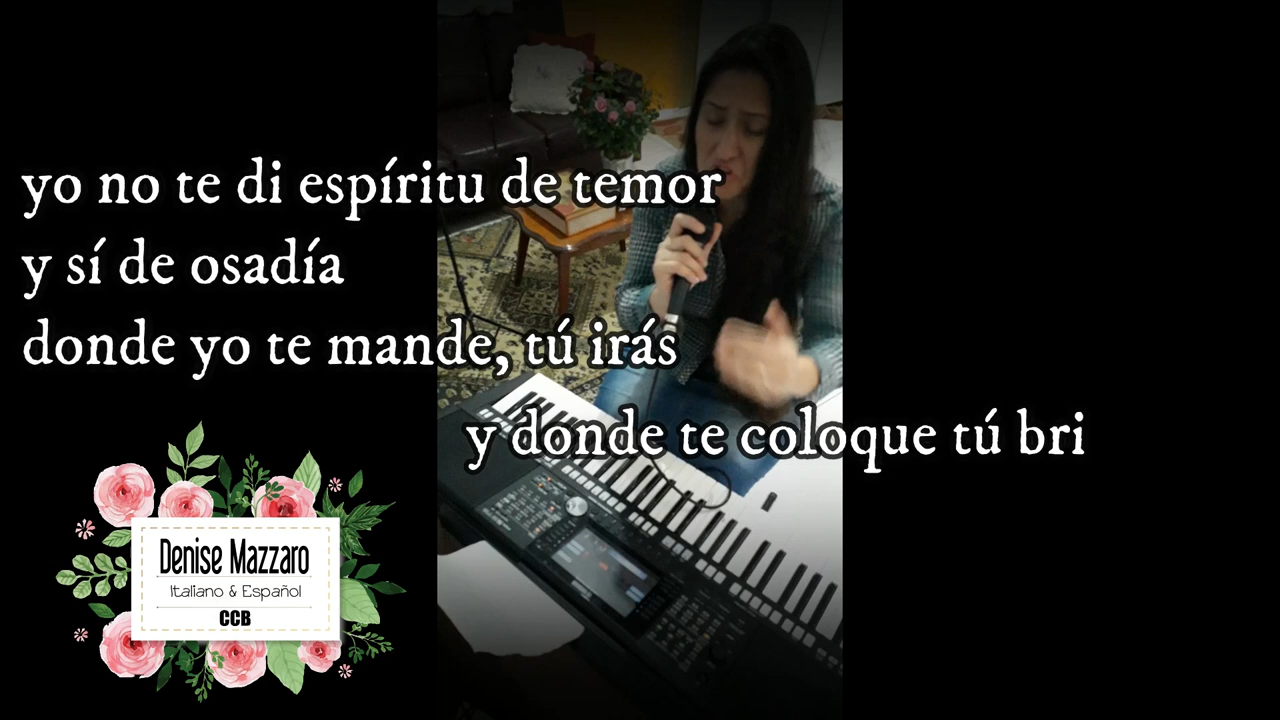 yo no te di espíritu de temor
y sí de osadía
donde yo te mande, tú irás
y donde te coloque tú bri
Denise Mazzaro
Italiano & Español
CCB